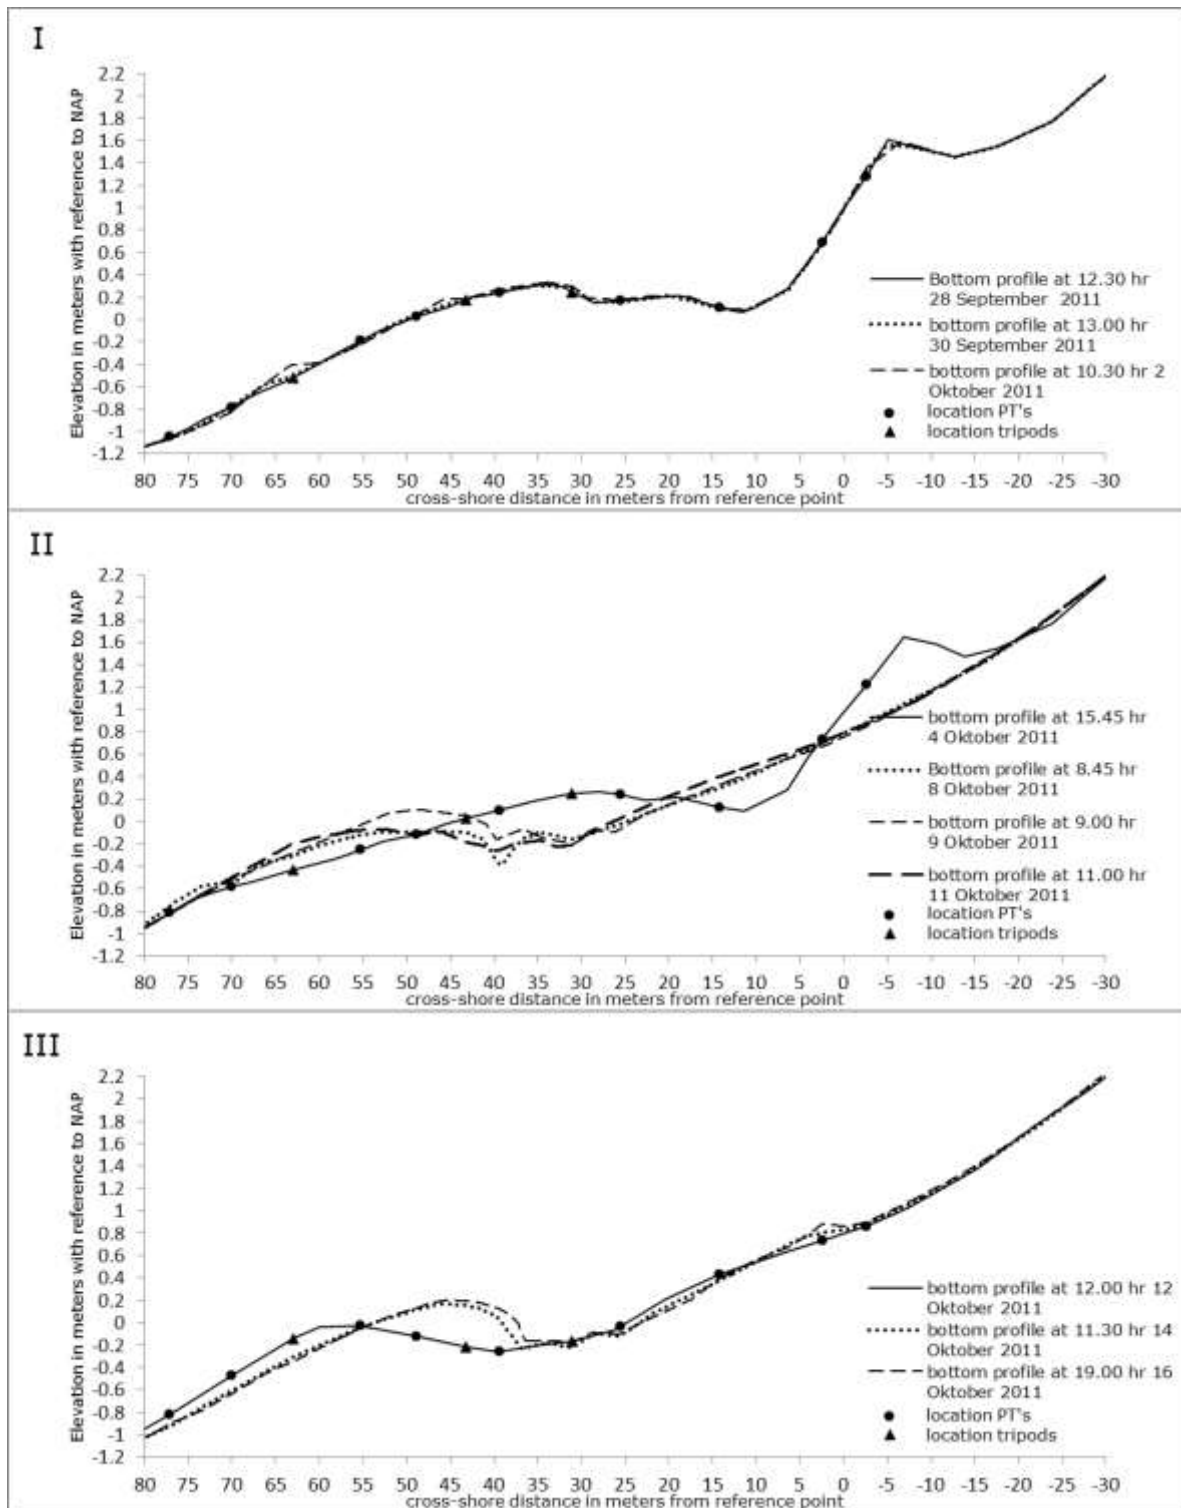 I
Elevation in meters with reference to NAP
2.2
2
1.8
1.6
1.4
1.2
1
0.8
0.6
0.4
0.2
0
-0.2
-0.4
-0.6
-0.8
-1
-1.2
80 75 70 65 60 55 50 45 40 35 30 25 20 15 10 5 0 -5 -10 -15 -20 -25 -30
cross-shore distance in meters from reference point
Bottom profile at 12.30 hr
28 September 2011
bottom profile at 13.00 hr
30 September 2011
bottom profile at 10.30 hr 2
Oktober 2011
location PT's
location tripods
II
Elevation in meters with reference to NAP
2.2
2
1.8
1.6
1.4
1.2
1
0.8
0.6
0.4
0.2
0
-0.2
-0.4
-0.6
-0.8
-1
-1.2
80 75 70 65 60 55 50 45 40 35 30 25 20 15 10 5 0 -5 -10 -15 -20 -25 -30
cross-shore distance in meters from reference point
bottom profile at 15.45 hr
4 Oktober 2011
Bottom profile at 8.45 hr
8 Oktober 2011
bottom profile at 9.00 hr
9 Oktober 2011
bottom profile at 11.00 hr
11 Oktober 2011
location PT's
location tripods
III
Elevation in meters with reference to NAP
2.2
2
1.8
1.6
1.4
1.2
1
0.8
0.6
0.4
0.2
0
-0.2
-0.4
-0.6
-0.8
-1
-1.2
80 75 70 65 60 55 50 45 40 35 30 25 20 15 10 5 0 -5 -10 -15 -20 -25 -30
cross-shore distance in meters from reference point
bottom profile at 12.00 hr 12
Oktober 2011
bottom profile at 11.30 hr 14
Oktober 2011
bottom profile at 19.00 hr 16
Oktober 2011
location PT's
location tripods